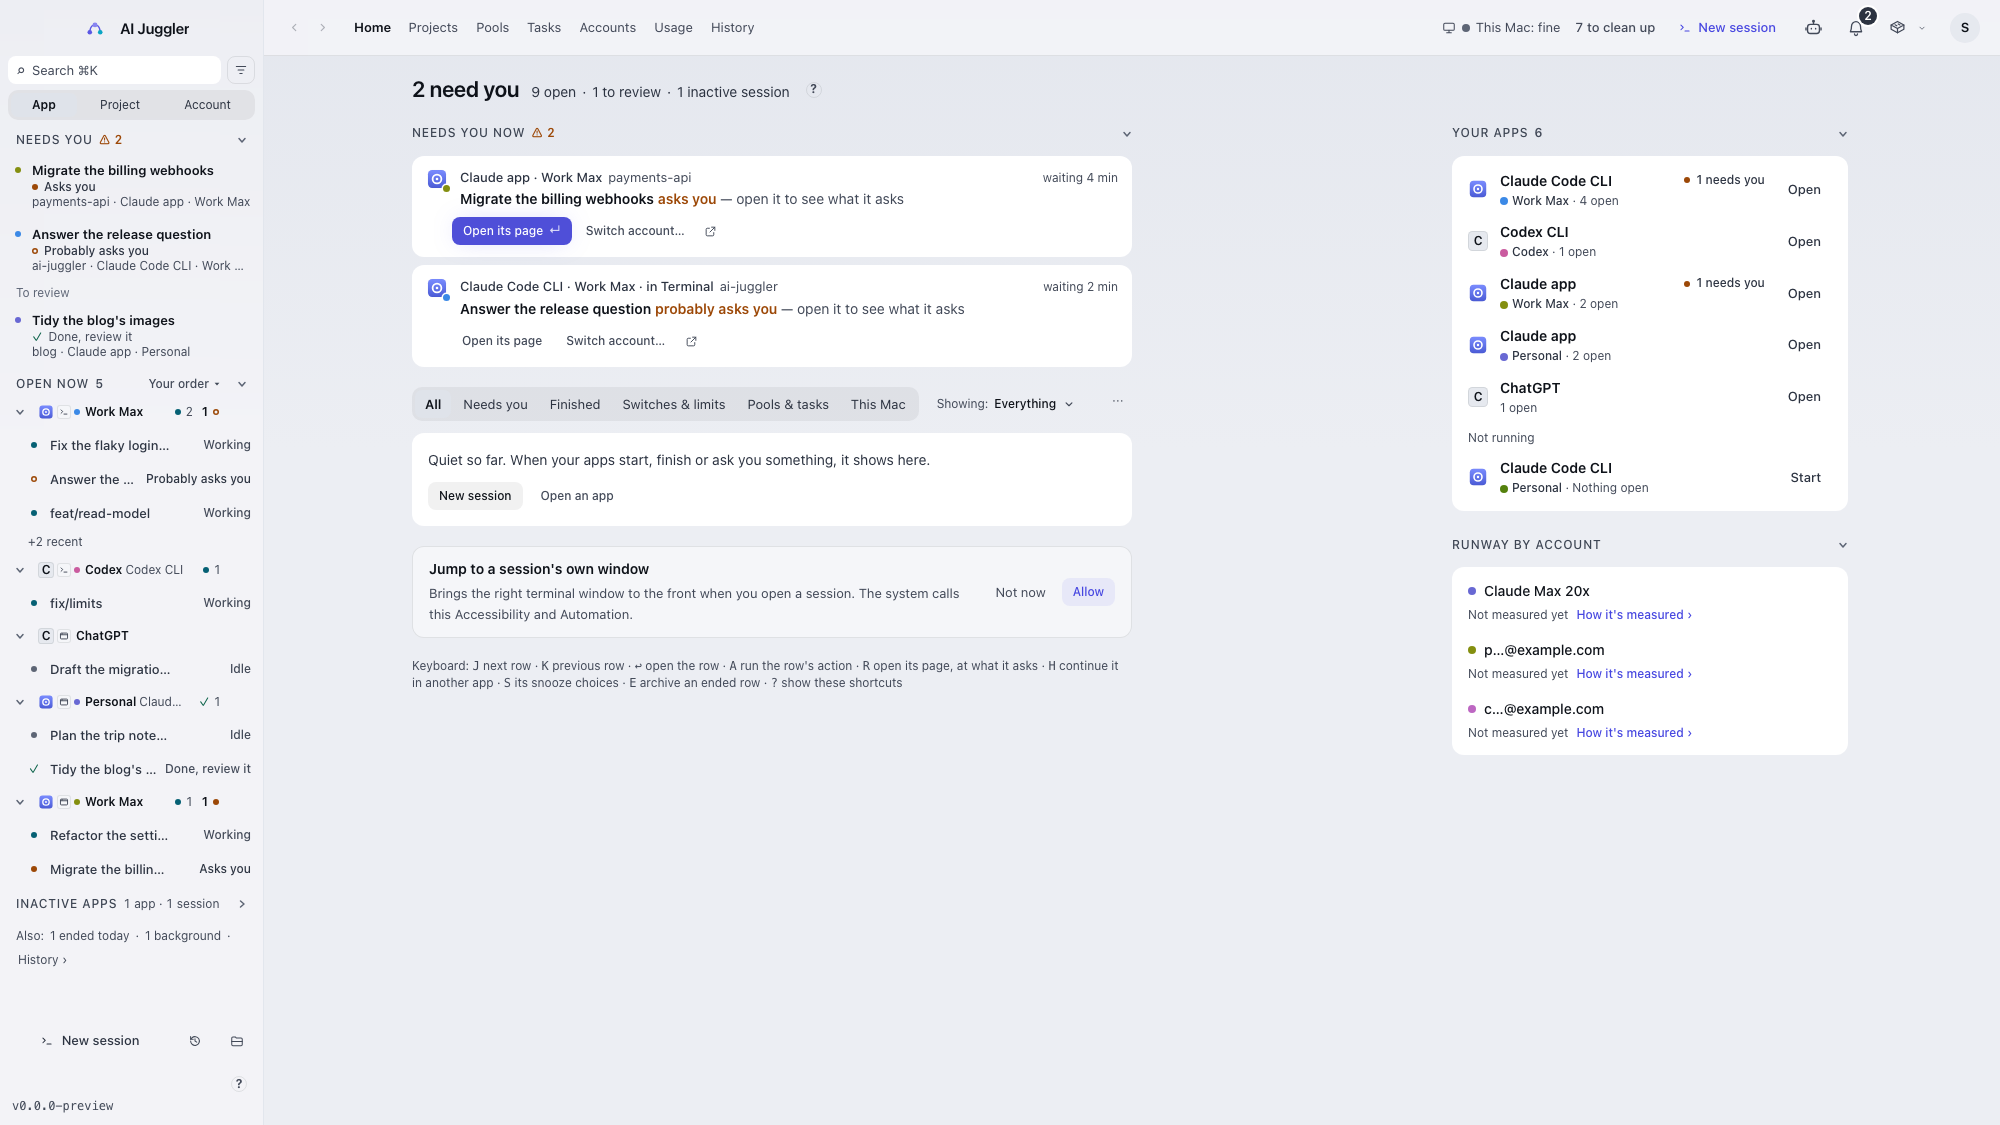 AI Juggler
Search ⌘K
App Project Account
NEEDS YOU 2
Migrate the billing webhooks
Asks you
payments-api · Claude app · Work Max
Answer the release question
Probably asks you
ai-juggler · Claude Code CLI · Work ...
To review
Tidy the blog's images
Done, review it
blog · Claude app · Personal
OPEN NOW 5 Your order
Work Max 2 1
Fix the flaky login... Working
Answer the ... Probably asks you
feat/read-model Working
+2 recent
C Codex Codex CLI 1
fix/limits Working
C ChatGPT
Draft the migratio... Idle
Personal Claud... 1
Plan the trip note... Idle
Tidy the blog's ... Done, review it
Work Max 1 1
Refactor the setti... Working
Migrate the billin... Asks you
INACTIVE APPS 1 app · 1 session
Also: 1 ended today · 1 background ·
History ›
New session
?
v0.0.0-preview
Home Projects Pools Tasks Accounts Usage History
This Mac: fine 7 to clean up New session 2 S
2 need you 9 open · 1 to review · 1 inactive session ?
NEEDS YOU NOW 2
Claude app · Work Max payments-api waiting 4 min
Migrate the billing webhooks asks you — open it to see what it asks
Open its page ↵ Switch account...
Claude Code CLI · Work Max · in Terminal ai-juggler waiting 2 min
Answer the release question probably asks you — open it to see what it asks
Open its page Switch account...
All Needs you Finished Switches & limits Pools & tasks This Mac Showing: Everything ...
Quiet so far. When your apps start, finish or ask you something, it shows here.
New session Open an app
Jump to a session's own window
Brings the right terminal window to the front when you open a session. The system calls
this Accessibility and Automation.
Not now Allow
Keyboard: J next row · K previous row · ↩ open the row · A run the row's action · R open its page, at what it asks · H continue it
in another app · S its snooze choices · E archive an ended row · ? show these shortcuts
YOUR APPS 6
Claude Code CLI 1 needs you Open
Work Max · 4 open
C Codex CLI Open
Codex · 1 open
Claude app 1 needs you Open
Work Max · 2 open
Claude app Open
Personal · 2 open
C ChatGPT Open
1 open
Not running
Claude Code CLI Start
Personal · Nothing open
RUNWAY BY ACCOUNT
Claude Max 20x
Not measured yet How it's measured ›
p...@example.com
Not measured yet How it's measured ›
c...@example.com
Not measured yet How it's measured ›